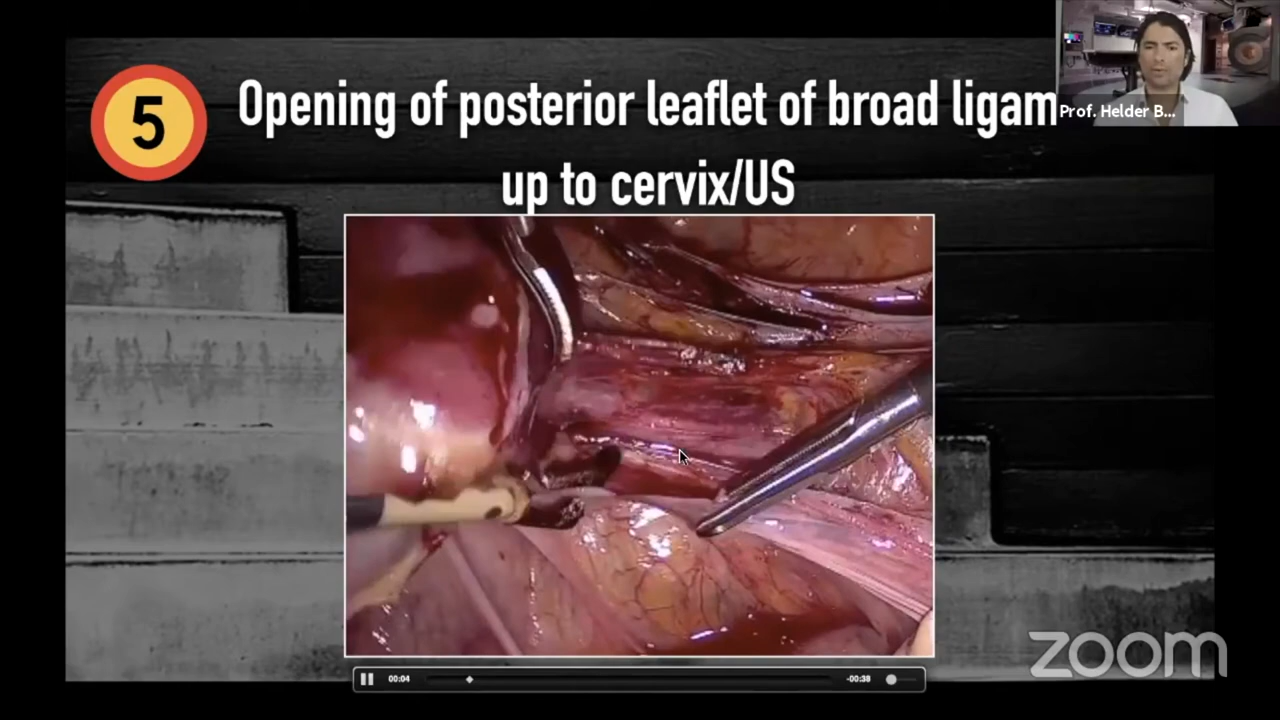 5
Opening of posterior leaflet of broad ligam
up to cervix/US
Prof. Helder B...
00:04
-00:38
zoom